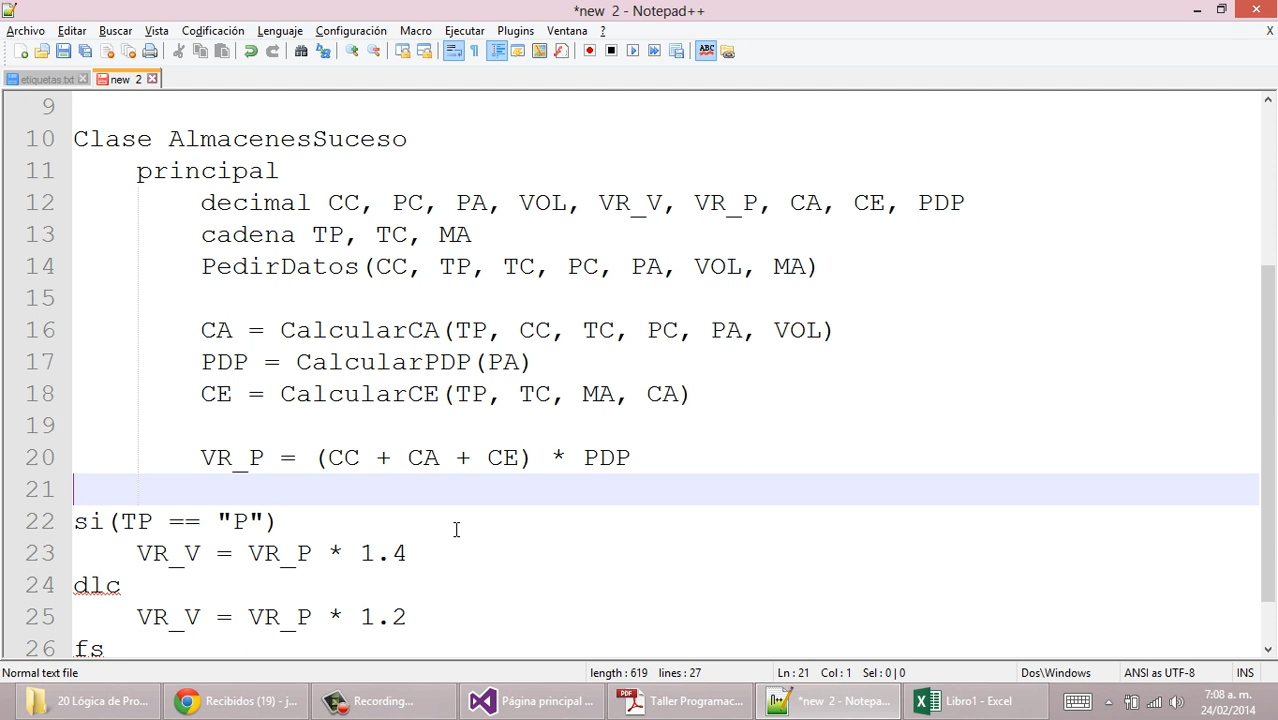 *new 2 - Notepad++
Archivo Editar Buscar Vista Codificación Lenguaje Configuración Macro Ejecutar Plugins Ventana ? X
etiquetas.txt new 2
9
10 Clase AlmacenesSuceso
11 principal
12 decimal CC, PC, PA, VOL, VR_V, VR_P, CA, CE, PDP
13 cadena TP, TC, MA
14 PedirDatos(CC, TP, TC, PC, PA, VOL, MA)
15
16 CA = CalcularCA(TP, CC, TC, PC, PA, VOL)
17 PDP = CalcularPDP(PA)
18 CE = CalcularCE(TP, TC, MA, CA)
19
20 VR_P = (CC + CA + CE) * PDP
21
22 si(TP == "P")
23 VR_V = VR_P * 1.4
24 dlc
25 VR_V = VR_P * 1.2
26 fs
Normal text file length : 619 lines : 27 Ln : 21 Col : 1 Sel : 0 | 0 Dos\Windows ANSI as UTF-8 INS
20 Lógica de Pro... Recibidos (19) - j... Recording... Página principal ... Taller Programac... *new 2 - Notepa... Libro1 - Excel 7:08 a. m.
24/02/2014